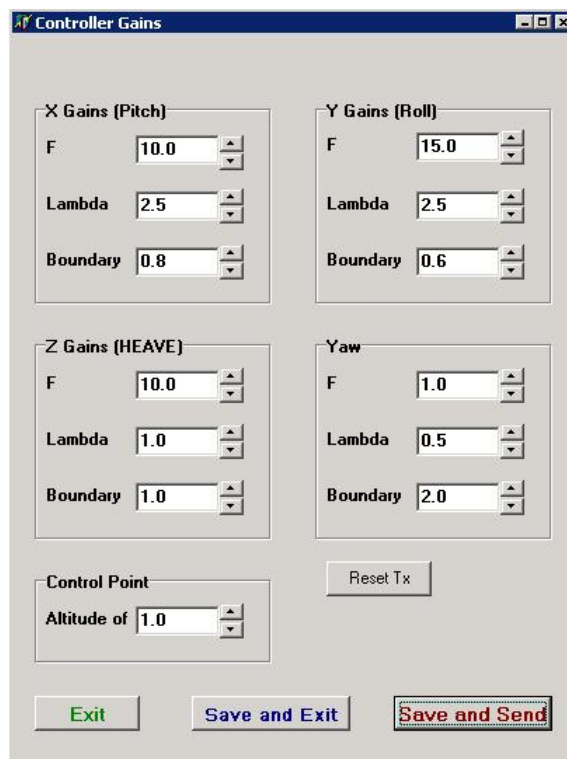 Controller Gains
X Gains (Pitch)
F 10.0
Lambda 2.5
Boundary 0.8
Y Gains (Roll)
F 15.0
Lambda 2.5
Boundary 0.6
Z Gains (HEAVE)
F 10.0
Lambda 1.0
Boundary 1.0
Yaw
F 1.0
Lambda 0.5
Boundary 2.0
Control Point
Altitude of 1.0
Reset Tx
Exit
Save and Exit
Save and Send